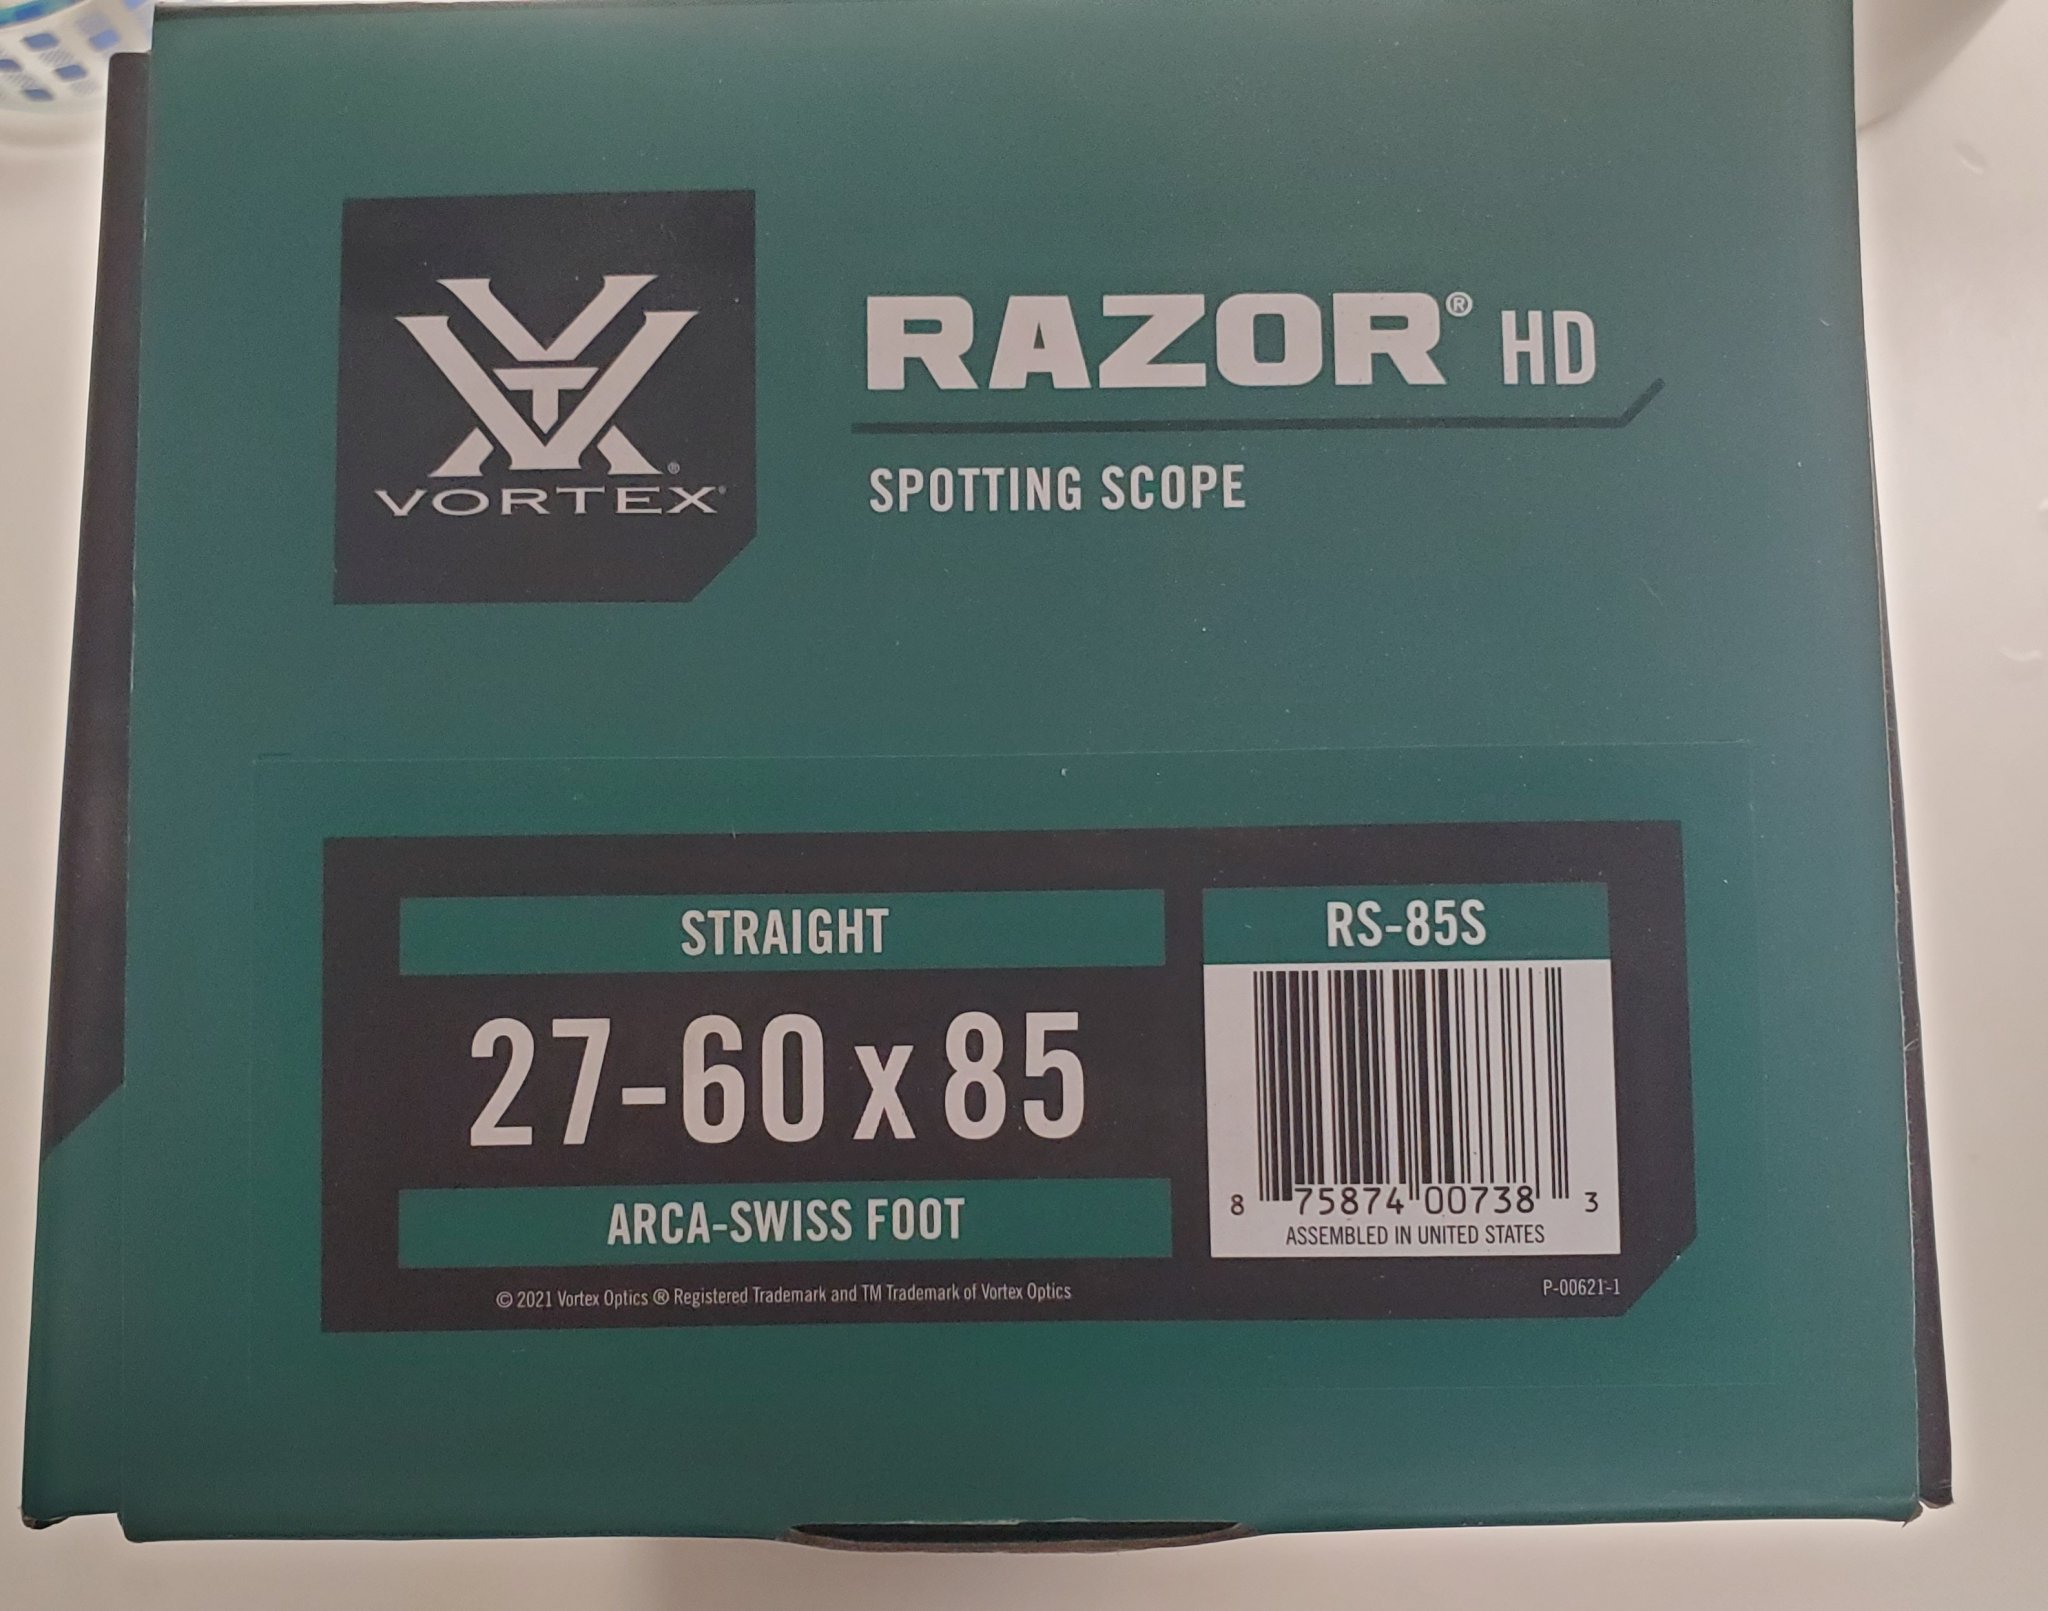 VORTEX®
RAZOR® HD
SPOTTING SCOPE
STRAIGHT
27-60 x 85
ARCA-SWISS FOOT
RS-85S
8 75874 00738 3
ASSEMBLED IN UNITED STATES
© 2021 Vortex Optics ® Registered Trademark and TM Trademark of Vortex Optics
P-00621-1